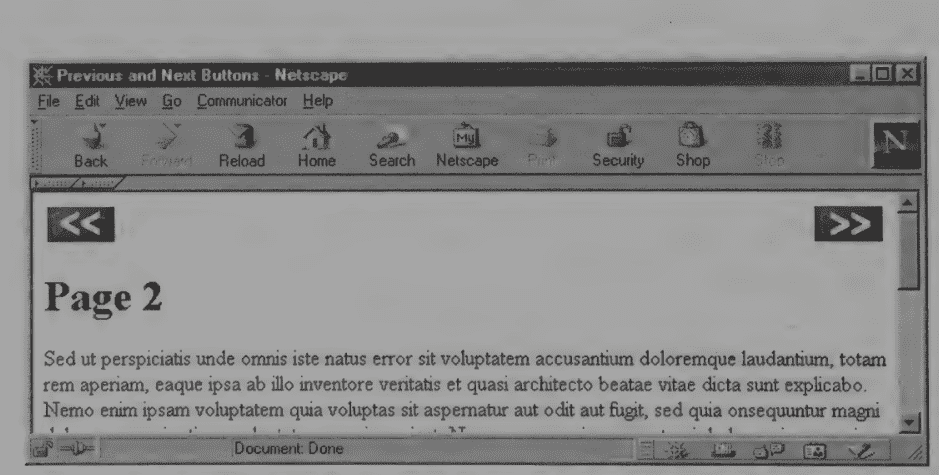 Previous and Next Buttons - Netscape
File Edit View Go Communicator Help
Back Forward Reload Home Search Netscape Print Security Shop Stop
My
N
<< >>
Page 2
Sed ut perspiciatis unde omnis iste natus error sit voluptatem accusantium doloremque laudantium, totam
rem aperiam, eaque ipsa ab illo inventore veritatis et quasi architecto beatae vitae dicta sunt explicabo.
Nemo enim ipsam voluptatem quia voluptas sit aspernatur aut odit aut fugit, sed quia onsequuntur magni
Document: Done